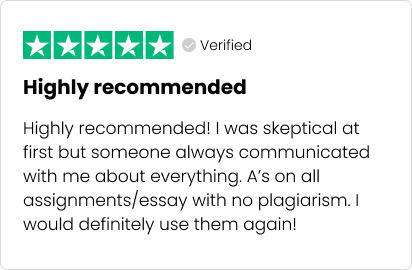 Verified
Highly recommended
Highly recommended! I was skeptical at
first but someone always communicated
with me about everything. A’s on all
assignments/essay with no plagiarism. I
would definitely use them again!